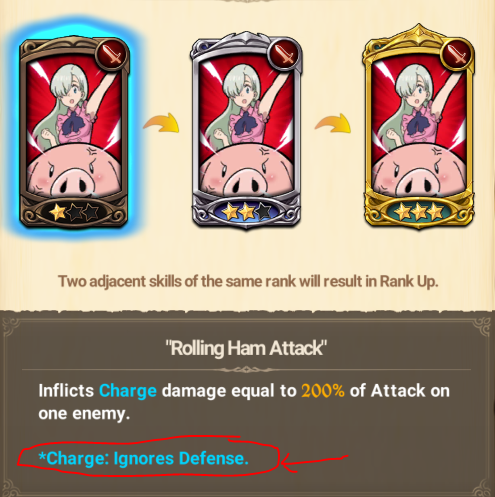 Two adjacent skills of the same rank will result in Rank Up.
"Rolling Ham Attack"
Inflicts Charge damage equal to 200% of Attack on
one enemy.
*Charge: Ignores Defense.